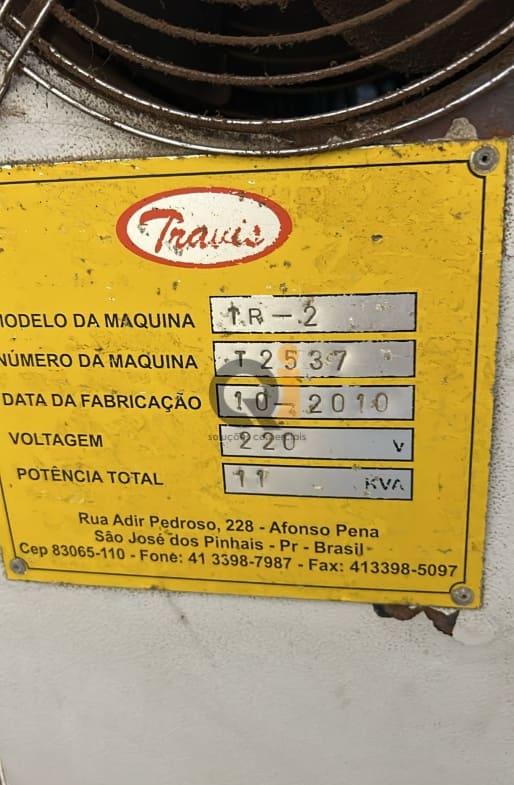 Travis
MODELO DA MAQUINA TR-2
NÚMERO DA MAQUINA T2537
DATA DA FABRICAÇÃO 10-2010
soluções comerciais
VOLTAGEM 220 V
POTÊNCIA TOTAL 11 KVA
Rua Adir Pedroso, 228 - Afonso Pena
São José dos Pinhais - Pr - Brasil
Cep 83065-110 - Fone: 41 3398-7987 - Fax: 413398-5097